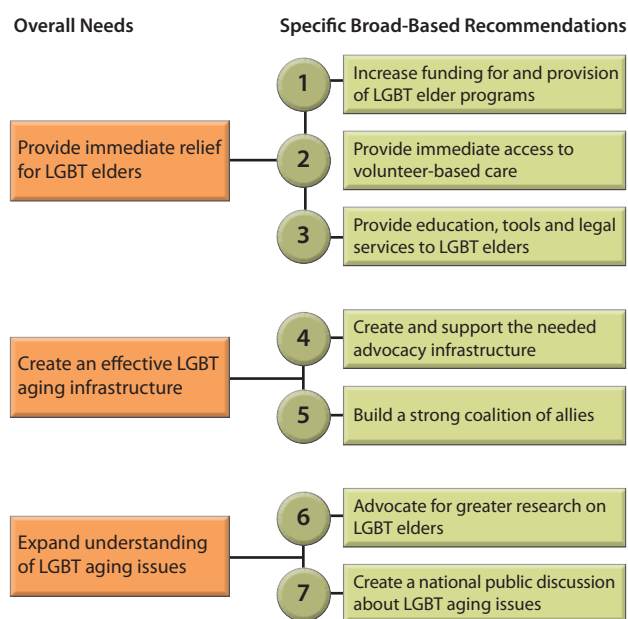 Overall Needs
Specific Broad-Based Recommendations
Provide immediate relief
for LGBT elders
1
Increase funding for and provision
of LGBT elder programs
2
Provide immediate access to
volunteer-based care
3
Provide education, tools and legal
services to LGBT elders
Create an effective LGBT
aging infrastructure
4
Create and support the needed
advocacy infrastructure
5
Build a strong coalition of allies
Expand understanding
of LGBT aging issues
6
Advocate for greater research on
LGBT elders
7
Create a national public discussion
about LGBT aging issues